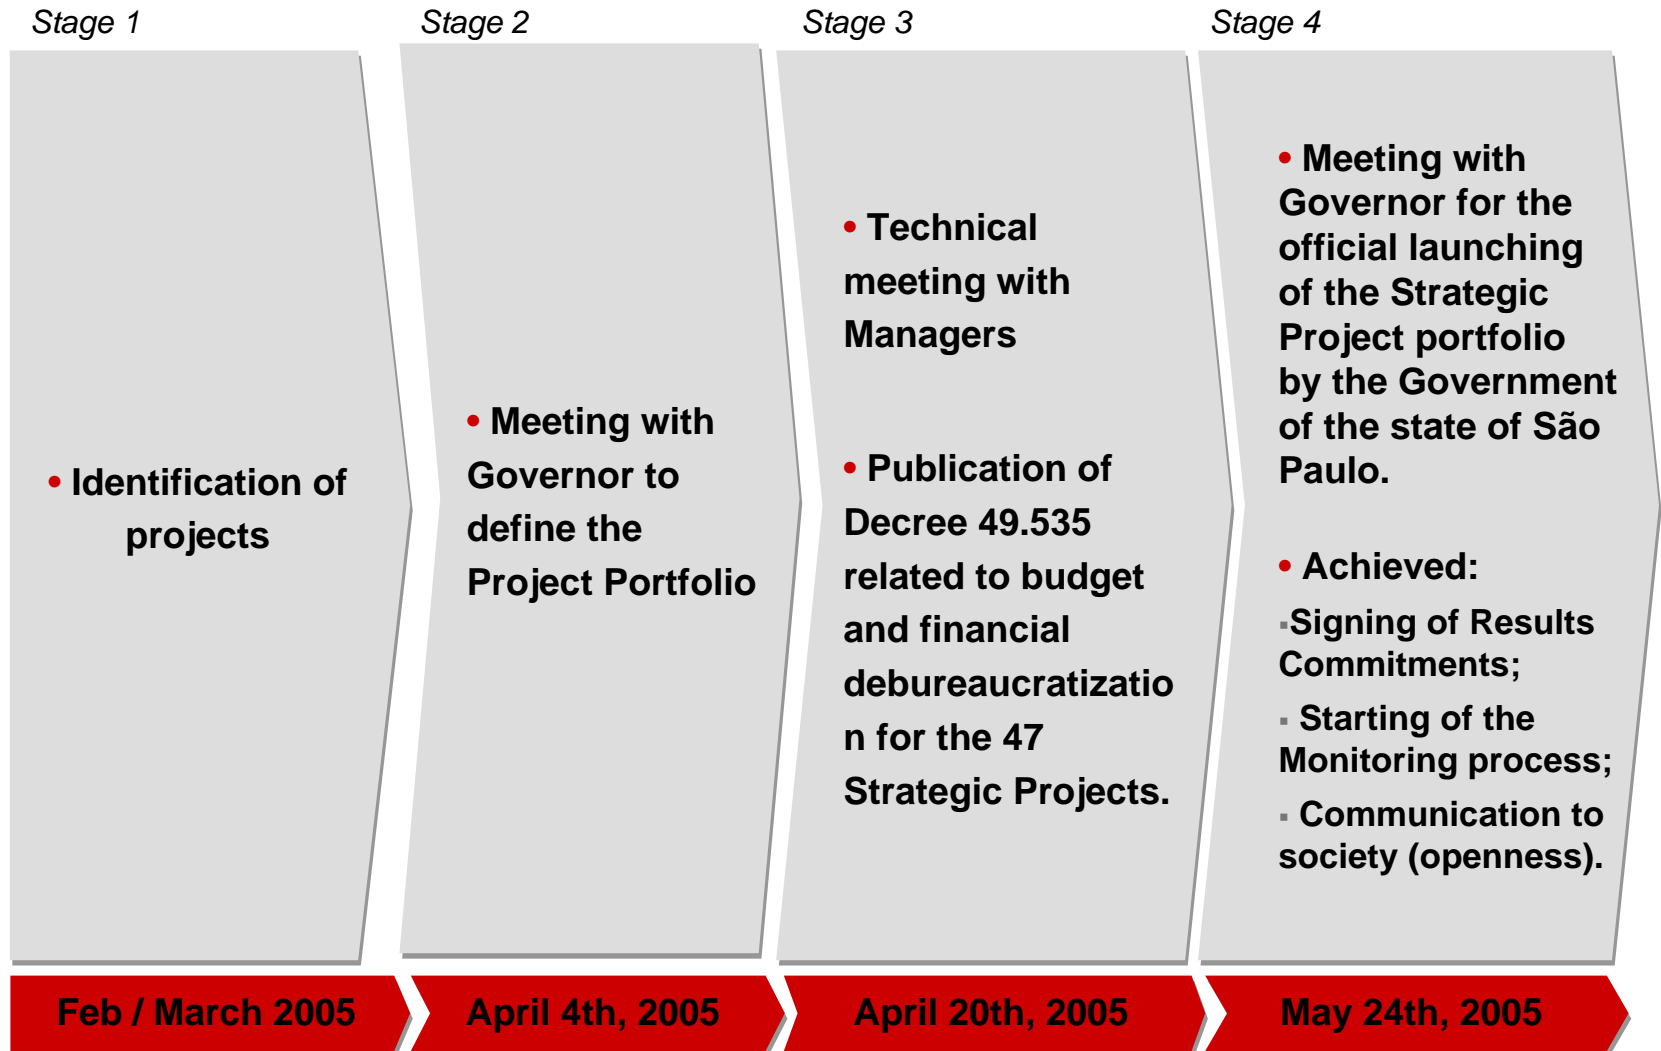 Stage 1
• Identification of
projects
Feb / March 2005
Stage 2
• Meeting with
Governor to
define the
Project Portfolio
April 4th, 2005
Stage 3
• Technical
meeting with
Managers
• Publication of
Decree 49.535
related to budget
and financial
debureaucratizatio
n for the 47
Strategic Projects.
April 20th, 2005
Stage 4
• Meeting with
Governor for the
official launching
of the Strategic
Project portfolio
by the Government
of the state of São
Paulo.
• Achieved:
▪Signing of Results
Commitments;
▪ Starting of the
Monitoring process;
▪ Communication to
society (openness).
May 24th, 2005